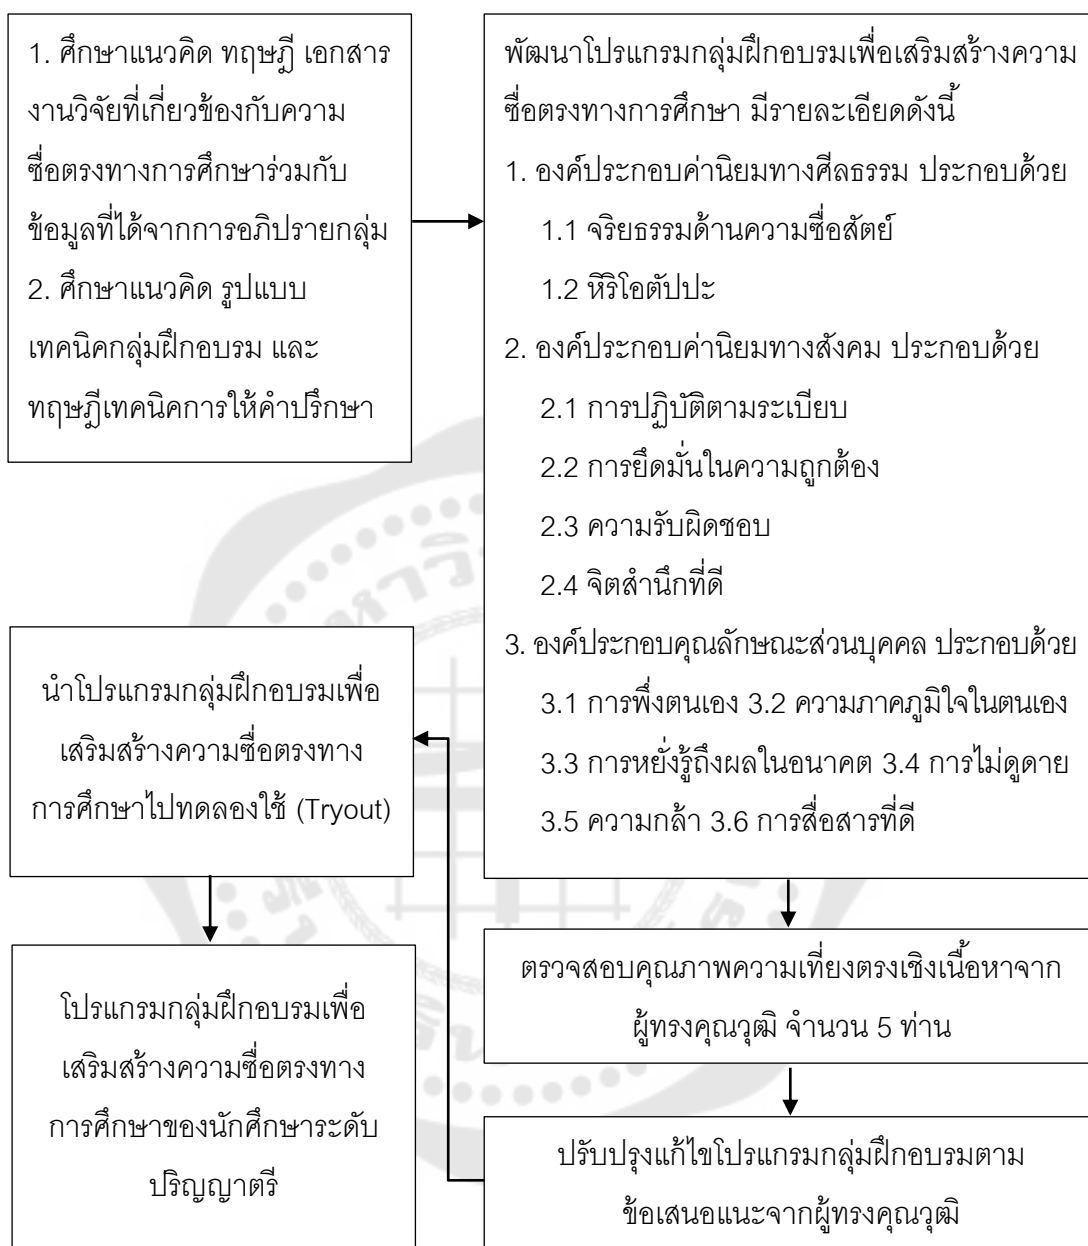 1. ศึกษาแนวคิด ทฤษฎี เอกสาร
งานวิจัยที่เกี่ยวข้องกับความ
ซื่อตรงทางการศึกษาร่วมกับ
ข้อมูลที่ได้จากการอภิปรายกลุ่ม
2. ศึกษาแนวคิด รูปแบบ
เทคนิคกลุ่มฝึกอบรม และ
ทฤษฎีเทคนิคการให้คำปรึกษา
พัฒนาโปรแกรมกลุ่มฝึกอบรมเพื่อเสริมสร้างความ
ซื่อตรงทางการศึกษา มีรายละเอียดดังนี้
1. องค์ประกอบค่านิยมทางศีลธรรม ประกอบด้วย
1.1 จริยธรรมด้านความซื่อสัตย์
1.2 หิริโอตัปปะ
2. องค์ประกอบค่านิยมทางสังคม ประกอบด้วย
2.1 การปฏิบัติตามระเบียบ
2.2 การยึดมั่นในความถูกต้อง
2.3 ความรับผิดชอบ
2.4 จิตสำนึกที่ดี
3. องค์ประกอบคุณลักษณะส่วนบุคคล ประกอบด้วย
3.1 การพึ่งตนเอง 3.2 ความภาคภูมิใจในตนเอง
3.3 การหยั่งรู้ถึงผลในอนาคต 3.4 การไม่ดูดาย
3.5 ความกล้า 3.6 การสื่อสารที่ดี
ตรวจสอบคุณภาพความเที่ยงตรงเชิงเนื้อหาจาก
ผู้ทรงคุณวุฒิ จำนวน 5 ท่าน
ปรับปรุงแก้ไขโปรแกรมกลุ่มฝึกอบรมตาม
ข้อเสนอแนะจากผู้ทรงคุณวุฒิ
นำโปรแกรมกลุ่มฝึกอบรมเพื่อ
เสริมสร้างความซื่อตรงทาง
การศึกษาไปทดลองใช้ (Tryout)
โปรแกรมกลุ่มฝึกอบรมเพื่อ
เสริมสร้างความซื่อตรงทาง
การศึกษาของนักศึกษาระดับ
ปริญญาตรี